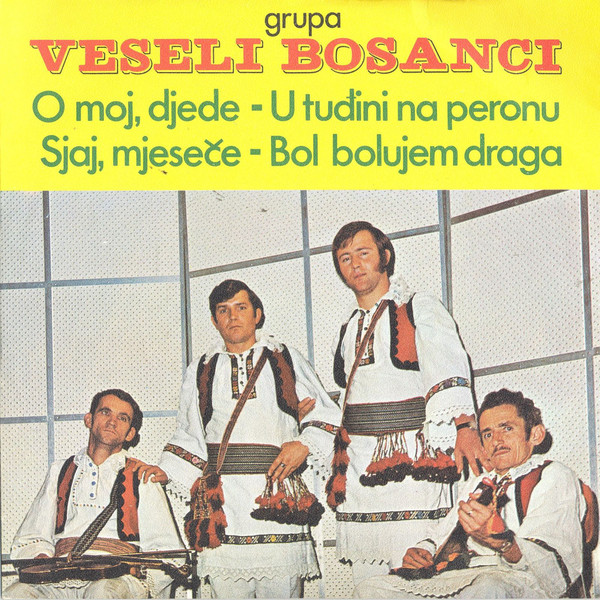 grupa
VESELI BOSANCI
O moj, djede - U tuđini na peronu
Sjaj, mjeseče - Bol bolujem draga